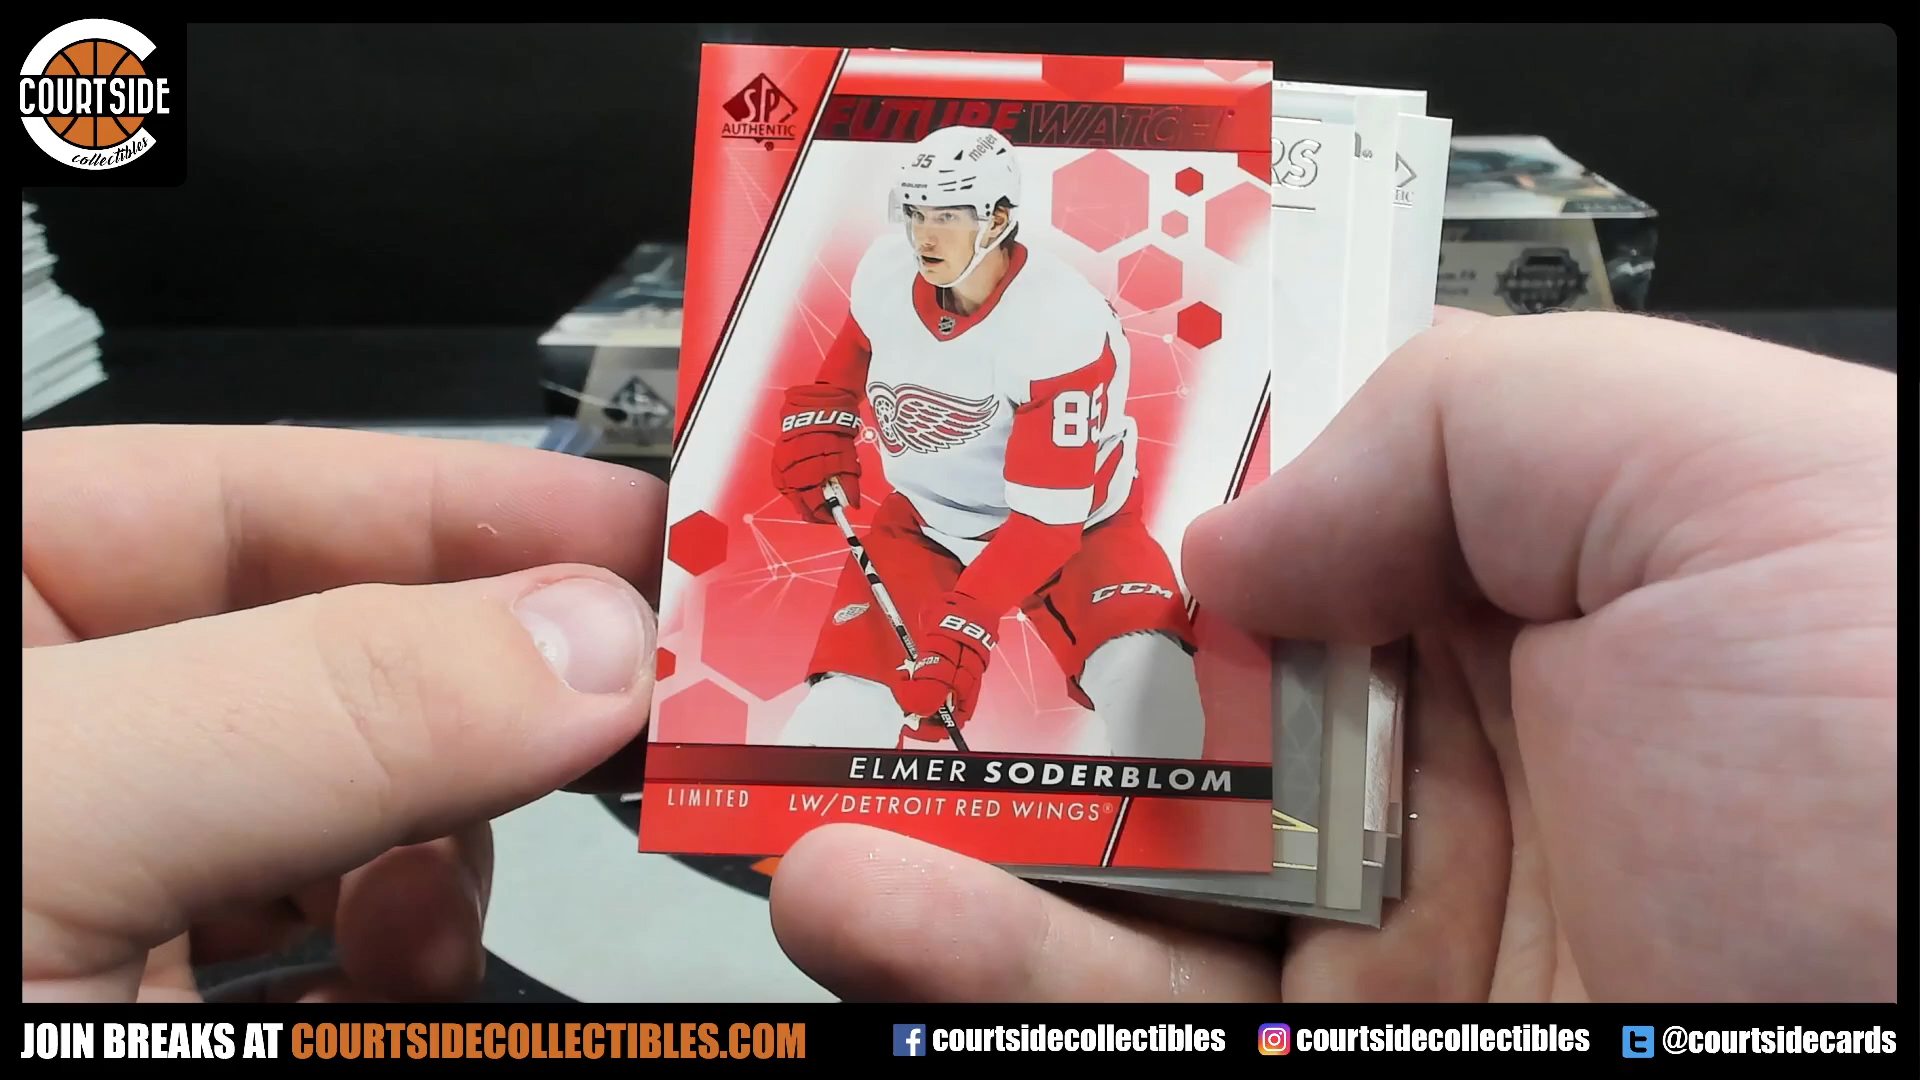 COURTSIDE
collectibles
SP
AUTHENTIC
FUTURE WATCH
85
meijer
BAUER
85
CCM
ELMER SODERBLOM
LIMITED
LW/DETROIT RED WINGS®
JOIN BREAKS AT COURTSIDECOLLECTIBLES.COM
courtsidecollectibles
courtsidecollectibles
@courtsidecards